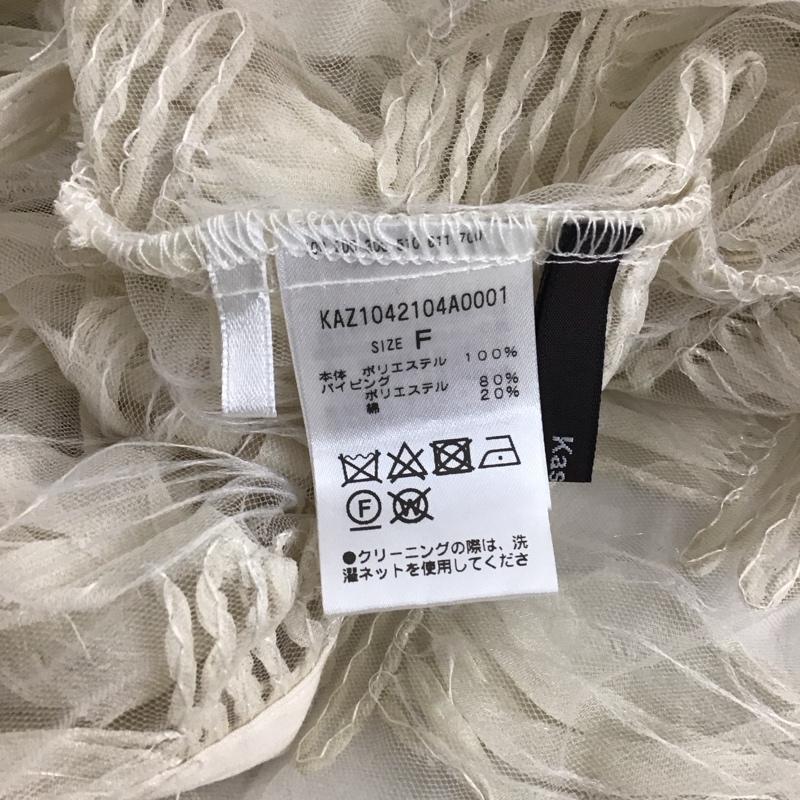 KAZ1042104A0001
SIZE F
本体 ポリエステル 100%
パイピング
ポリエステル 80%
綿 20%
F
W
●クリーニングの際は、洗
濯ネットを使用してくださ
Kas